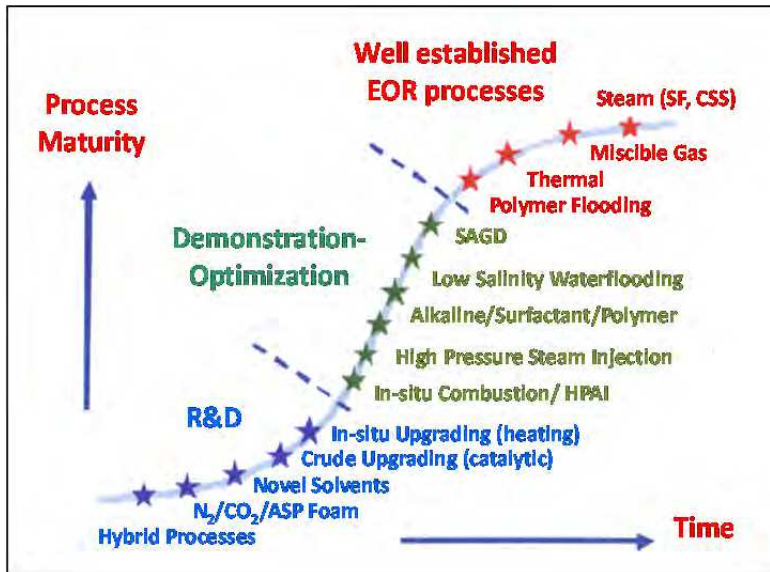 Well established
EOR processes
Process
Maturity
Steam (SF, CSS)
Miscible Gas
Thermal
Polymer Flooding
Demonstration-
Optimization
SAGD
Low Salinity Waterflooding
Alkaline/Surfactant/Polymer
High Pressure Steam Injection
In-situ Combustion/ HPAI
R&D
In-situ Upgrading (heating)
Crude Upgrading (catalytic)
Novel Solvents
N₂/CO₂/ASP Foam
Hybrid Processes
Time